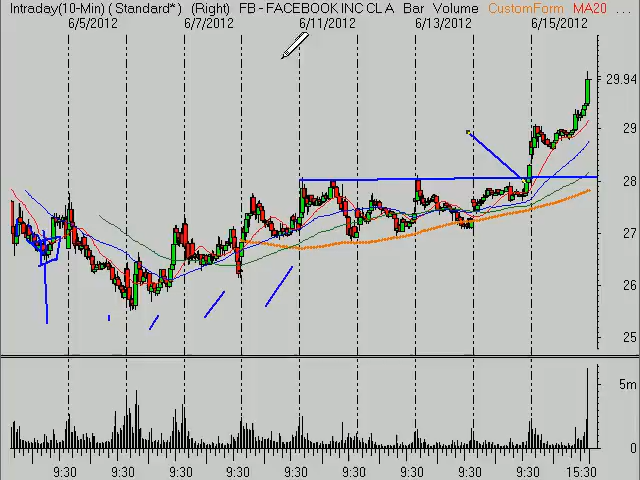 Intraday(10-Min) (Standard*) (Right) FB - FACEBOOK INC CL A Bar Volume CustomForm MA20 ...
6/5/2012 6/7/2012 6/11/2012 6/13/2012 6/15/2012
29.94
29
28
27
26
25
5m
0
9:30 9:30 9:30 9:30 9:30 9:30 9:30 9:30 9:30 15:30